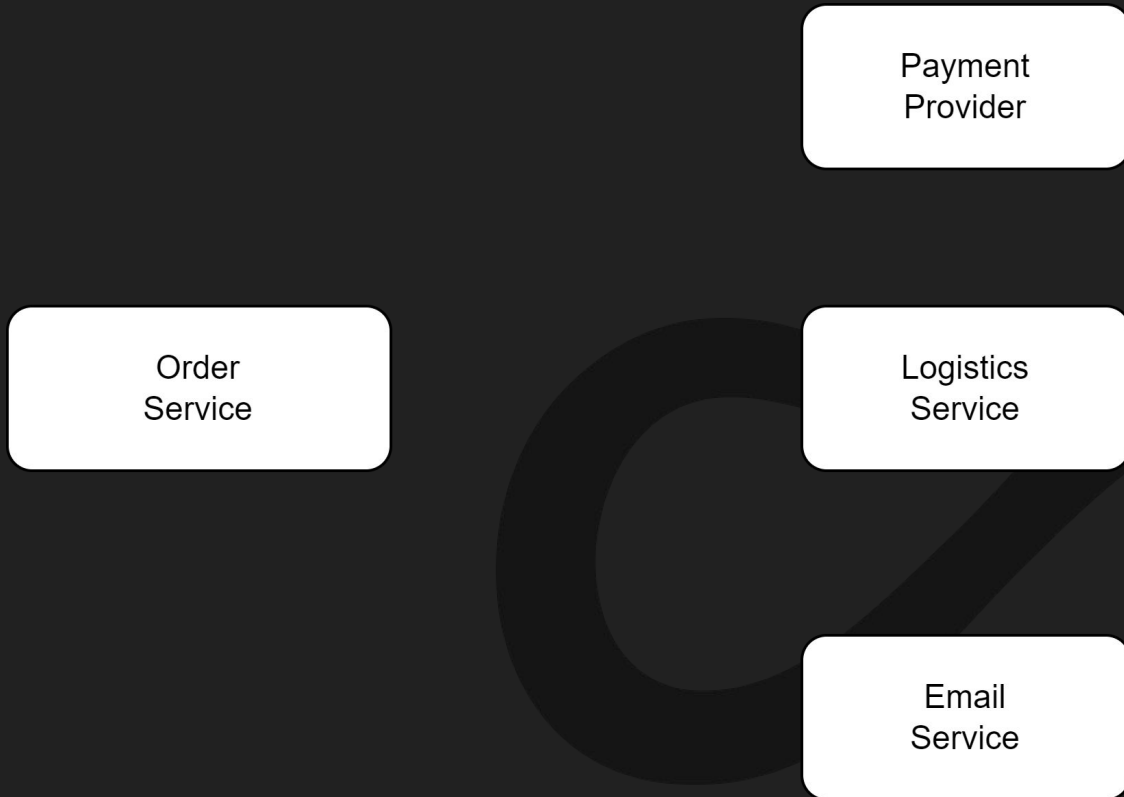 Payment
Provider
Order
Service
Logistics
Service
Email
Service